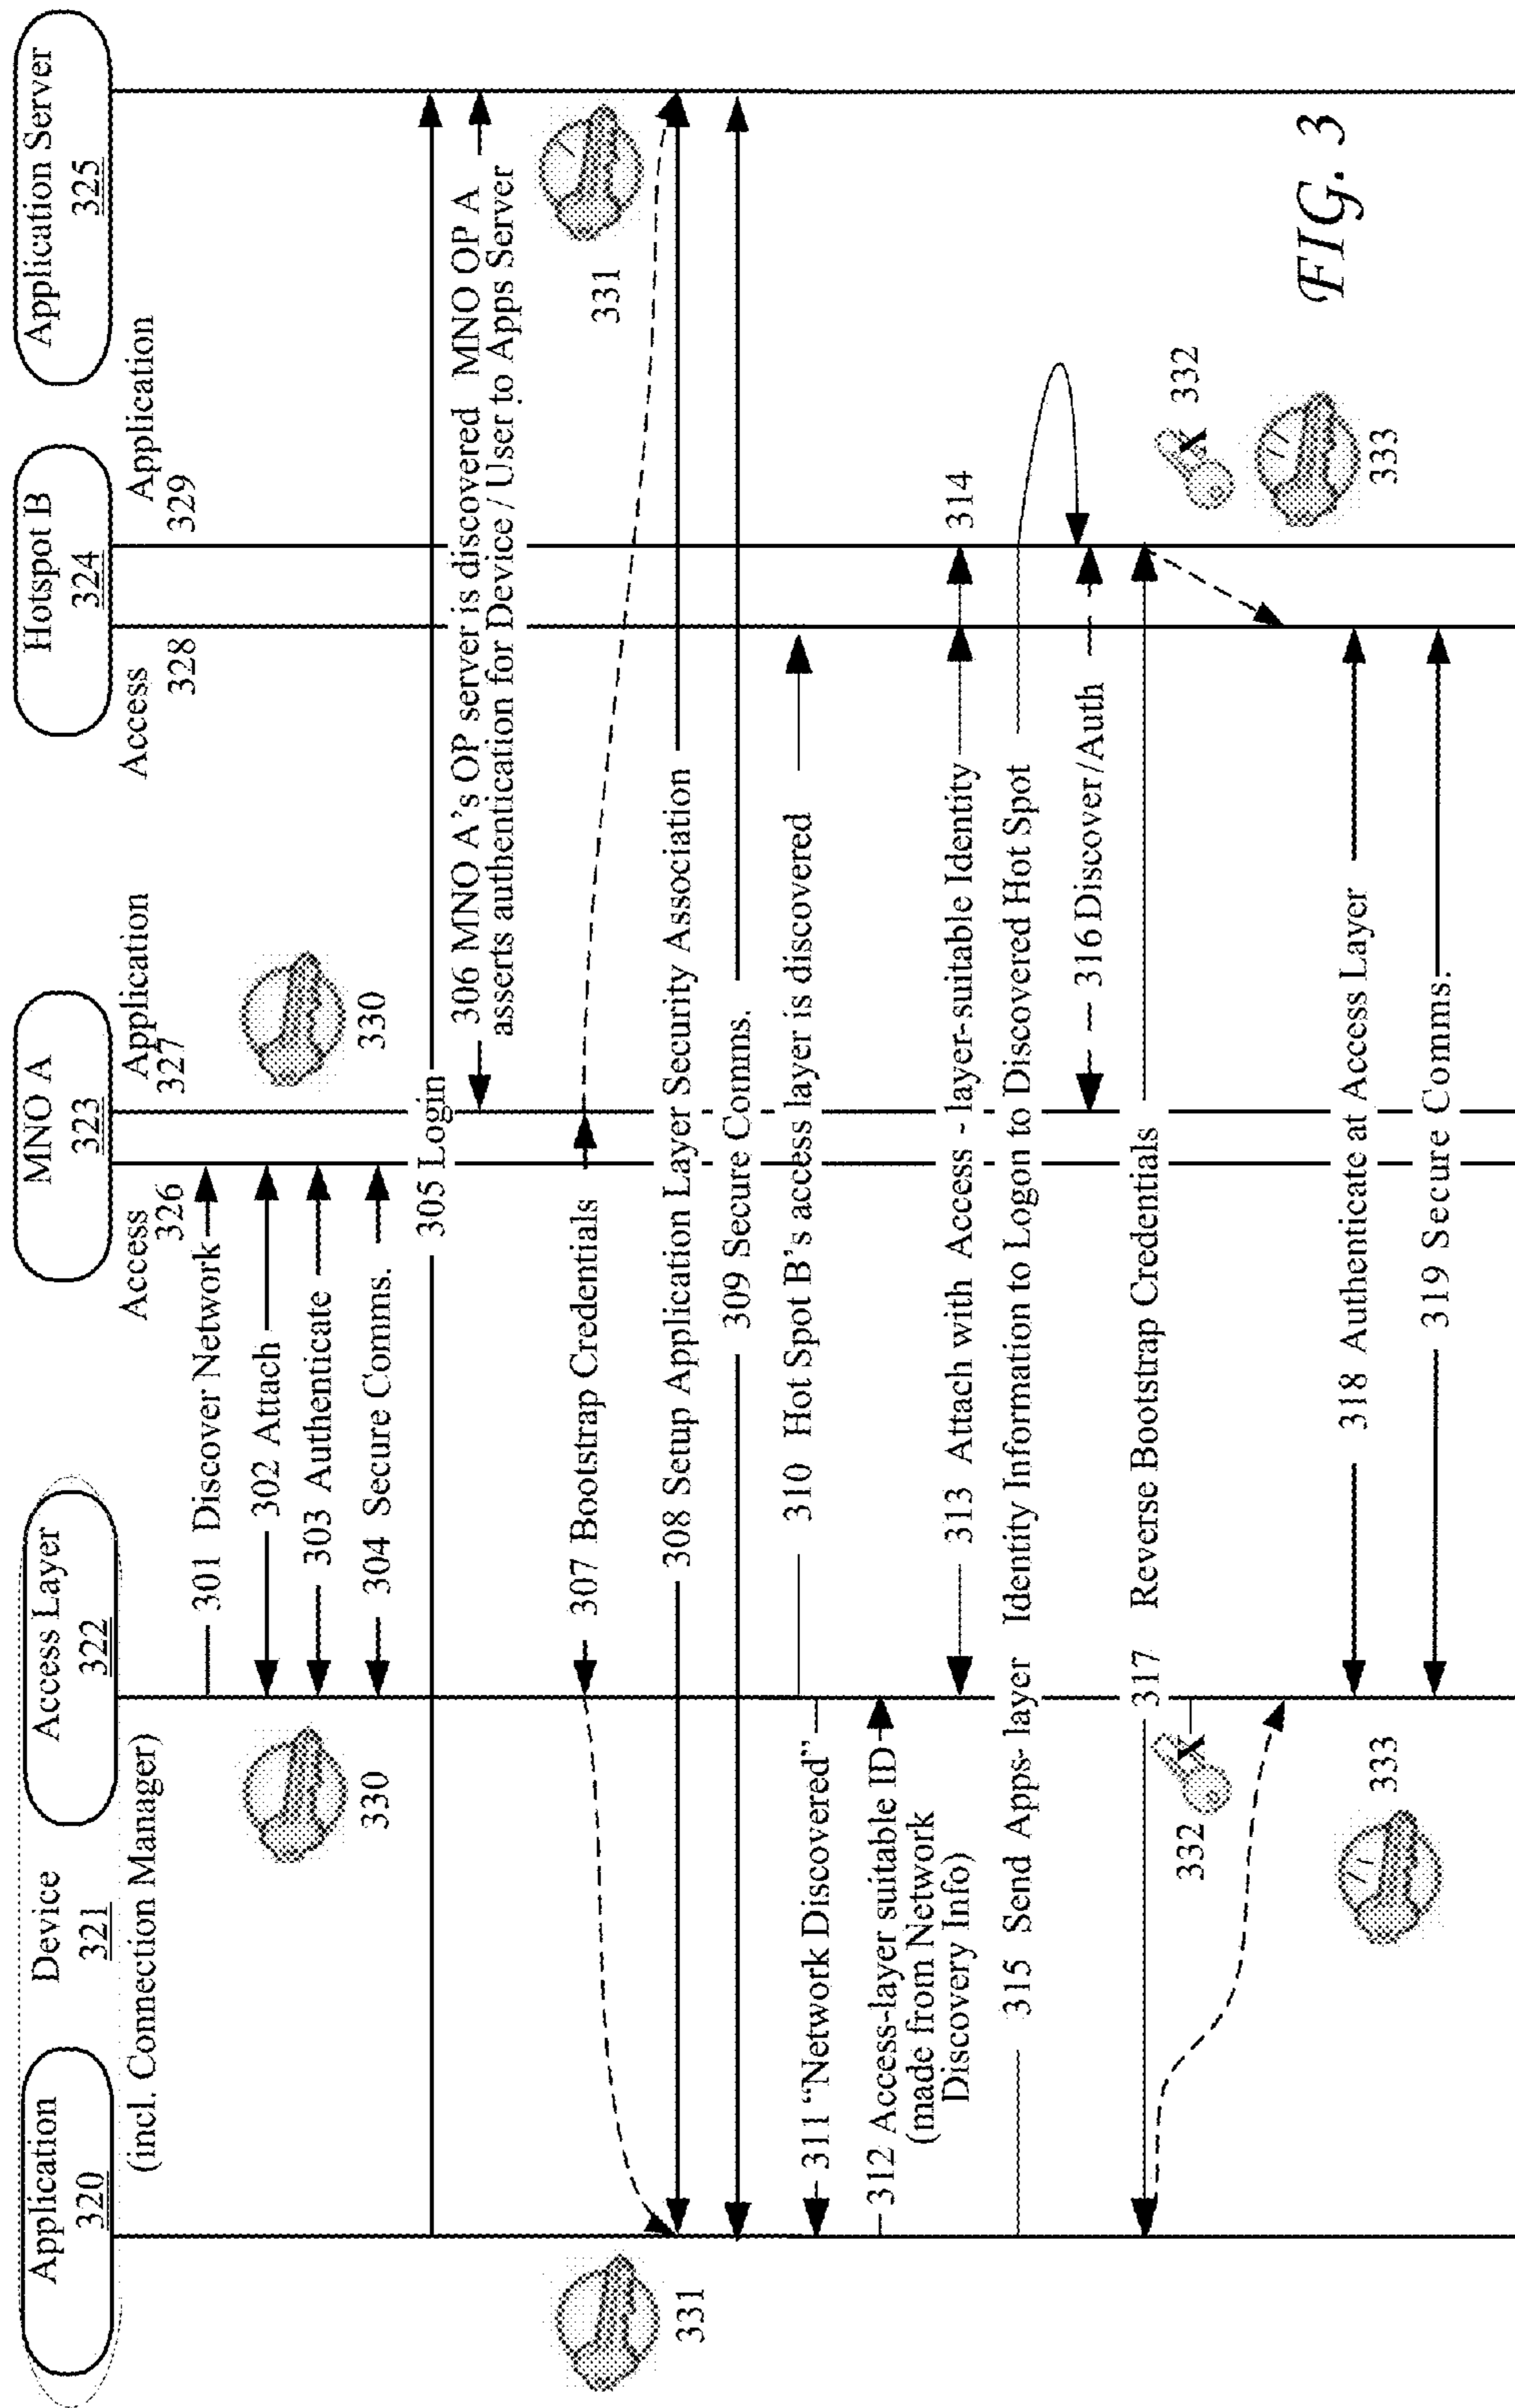 Application
320
Device
321
Access Layer
322
MNO A
323
Hotspot B
324
Application Server
325
(incl. Connection Manager)
Access
326
Application
327
Access
328
Application
329
301 Discover Network
302 Attach
303 Authenticate
304 Secure Comms.
330
330
305 Login
306 MNO A's OP server is discovered MNO OP A
asserts authentication for Device / User to Apps Server
307 Bootstrap Credentials
331
331
308 Setup Application Layer Security Association
309 Secure Comms.
310 Hot Spot B's access layer is discovered
311 “Network Discovered”
312 Access-layer suitable ID
(made from Network
Discovery Info)
313 Attach with Access - layer-suitable Identity
314
315 Send Apps- layer Identity Information to Logon to Discovered Hot Spot
316 Discover/Auth
317 Reverse Bootstrap Credentials
332
X
332
X
333
333
318 Authenticate at Access Layer
319 Secure Comms.
FIG. 3